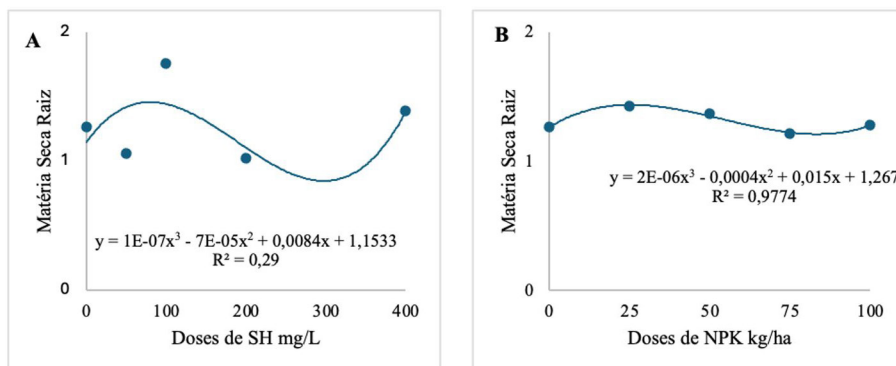 A
Matéria Seca Raiz
2
1
0
y = 1E-07x³ - 7E-05x² + 0,0084x + 1,1533
R² = 0,29
0 100 200 300 400
Doses de SH mg/L
B
Matéria Seca Raiz
2
1
0
y = 2E-06x³ - 0,0004x² + 0,015x + 1,267
R² = 0,9774
0 25 50 75 100
Doses de NPK kg/ha